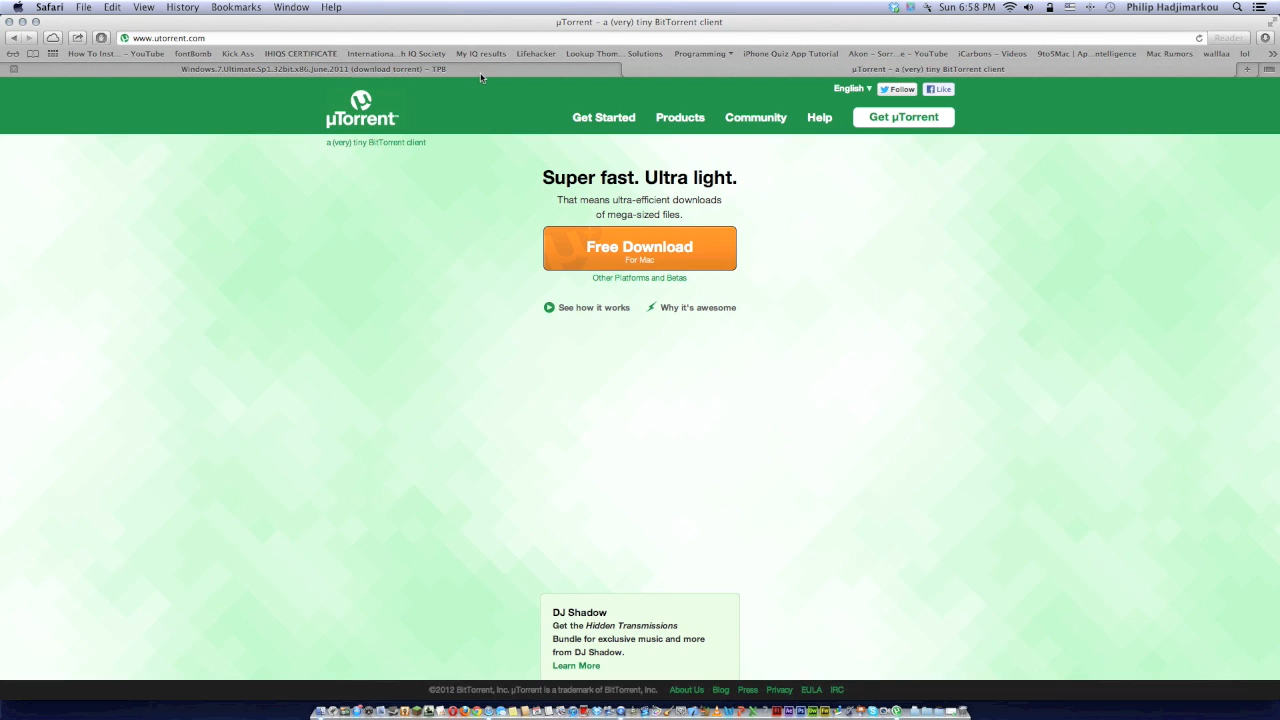 Safari File Edit View History Bookmarks Window Help Sun 6:58 PM Philip Hadjimarkou
µTorrent – a (very) tiny BitTorrent client
www.utorrent.com Reader
How To Inst... – YouTube fontBomb Kick Ass IHIQS CERTIFICATE Internationa...h IQ Society My IQ results Lifehacker Lookup Thom... Solutions Programming iPhone Quiz App Tutorial Akon – Sorr...e – YouTube iCarbons – Videos 9to5Mac | Ap...ntelligence Mac Rumors walllaa lol
Windows.7.Ultimate.Sp1.32bit.x86.June.2011 (download torrent) – TPB µTorrent – a (very) tiny BitTorrent client
English Follow Like
µTorrent Get Started Products Community Help Get µTorrent
a (very) tiny BitTorrent client
Super fast. Ultra light.
That means ultra-efficient downloads
of mega-sized files.
Free Download
For Mac
Other Platforms and Betas
See how it works Why it's awesome
DJ Shadow
Get the Hidden Transmissions
Bundle for exclusive music and more
from DJ Shadow.
Learn More
©2012 BitTorrent, Inc. µTorrent is a trademark of BitTorrent, Inc. About Us Blog Press Privacy EULA IRC